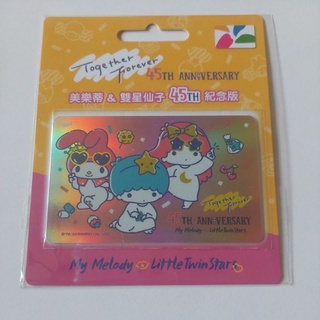 Together
Forever
45TH ANNIVERSARY
美樂蒂 & 雙星仙子 45TH 紀念版
Together
Forever
45TH ANNIVERSARY
My Melody LittleTwinStars
My Melody LittleTwinStars